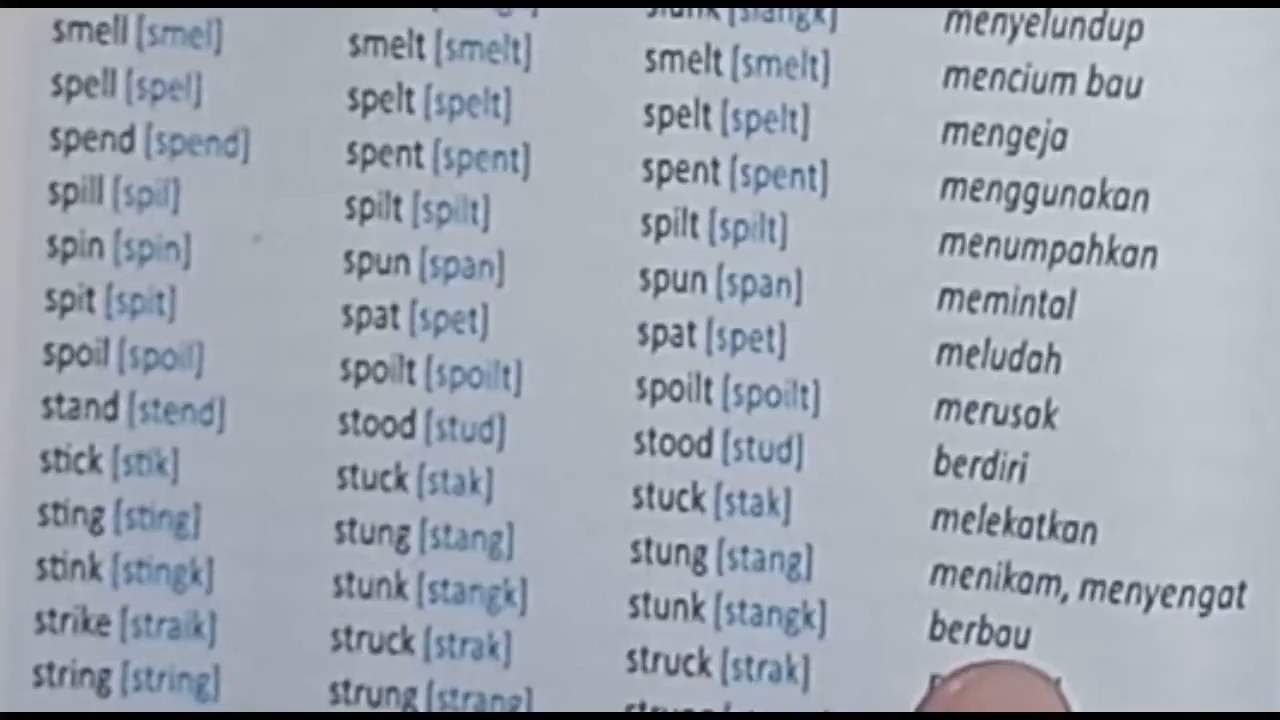 slunk [slangk] menyelundup
smell [smel] smelt [smelt] smelt [smelt] mencium bau
spell [spel] spelt [spelt] spelt [spelt] mengeja
spend [spend] spent [spent] spent [spent] menggunakan
spill [spil] spilt [spilt] spilt [spilt] menumpahkan
spin [spin] spun [span] spun [span] memintal
spit [spit] spat [spet] spat [spet] meludah
spoil [spoil] spoilt [spoilt] spoilt [spoilt] merusak
stand [stend] stood [stud] stood [stud] berdiri
stick [stik] stuck [stak] stuck [stak] melekatkan
sting [sting] stung [stang] stung [stang] menikam, menyengat
stink [stingk] stunk [stangk] stunk [stangk] berbau
strike [straik] struck [strak] struck [strak]
string [string] strung [strang]